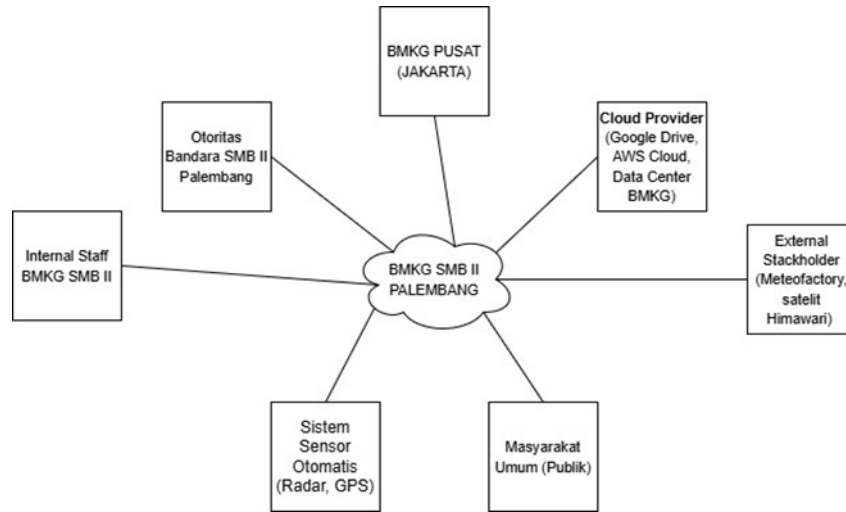 BMKG PUSAT
(JAKARTA)
Otoritas
Bandara SMB II
Palembang
Cloud Provider
(Google Drive,
AWS Cloud,
Data Center
BMKG)
Internal Staff
BMKG SMB II
BMKG SMB II
PALEMBANG
External
Stackholder
(Meteofactory,
satelit
Himawari)
Sistem
Sensor
Otomatis
(Radar, GPS)
Masyarakat
Umum (Publik)